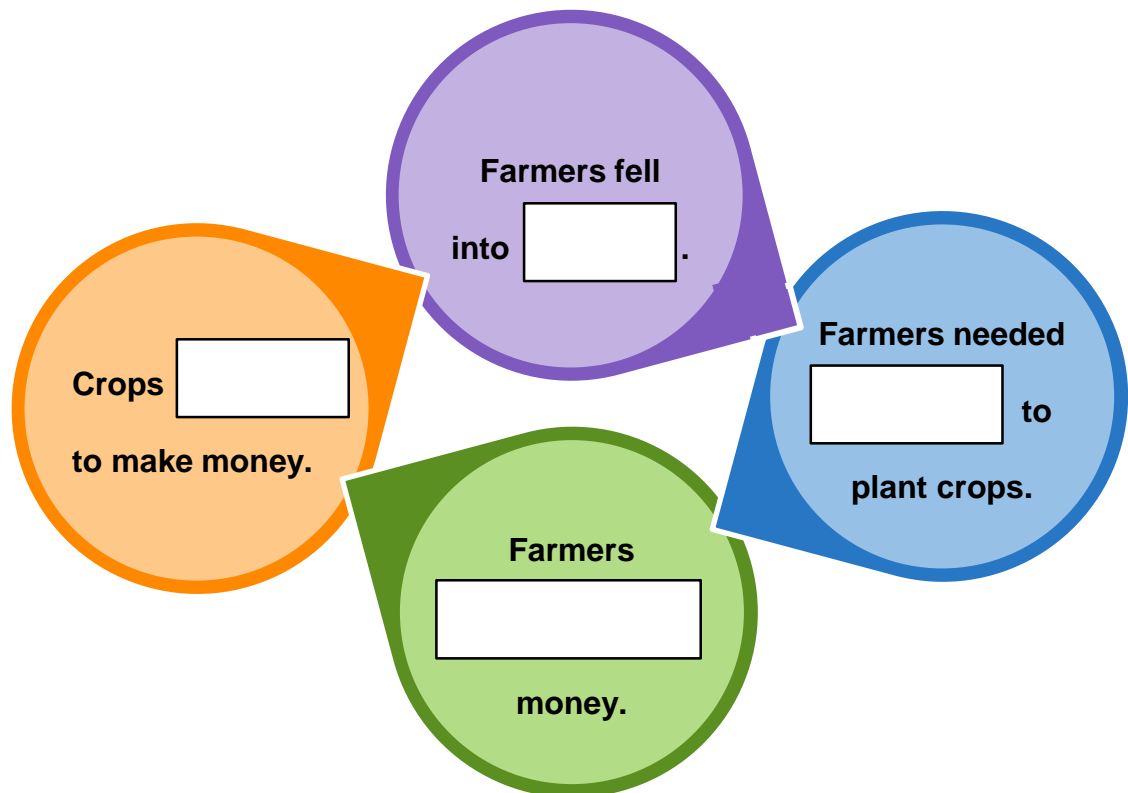 Farmers fell
into .
Farmers needed
to
plant crops.
Farmers
money.
Crops
to make money.